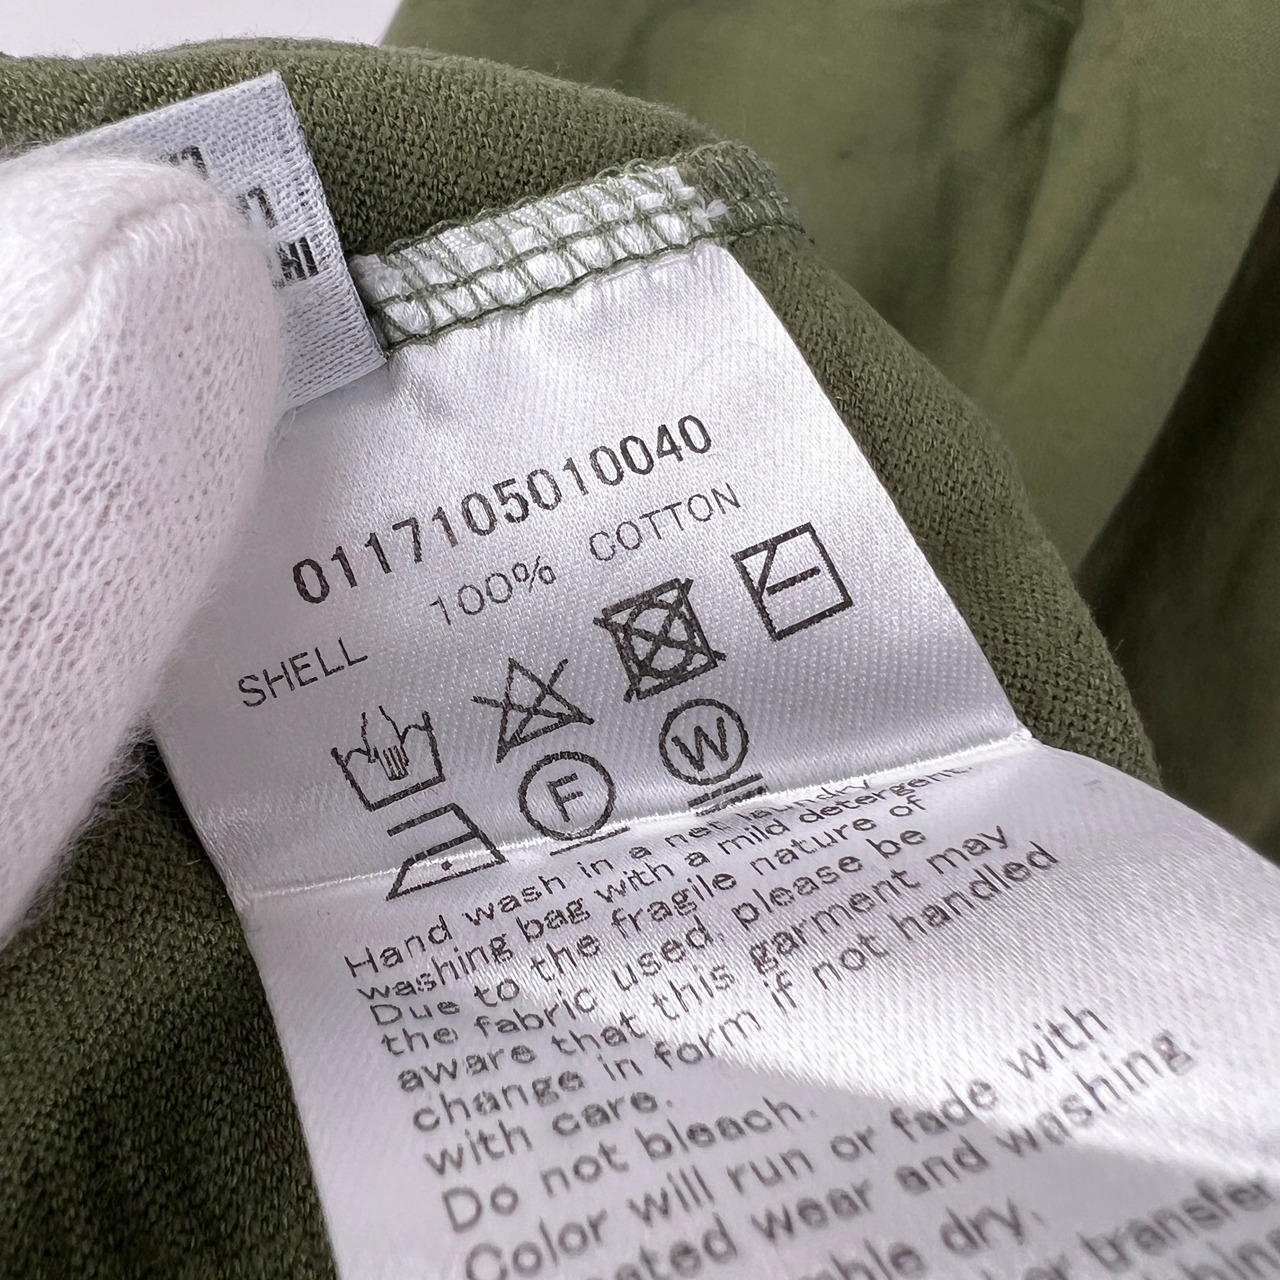 0117105010040
SHELL 100% COTTON
F
W
Hand wash in a net laundry
washing bag with a mild detergent.
Due to the fragile nature of
the fabric used, please be
aware that this garment may
change in form if not handled
with care.
Do not bleach.
Color will run or fade with
wear and washing.
dry.
transfer